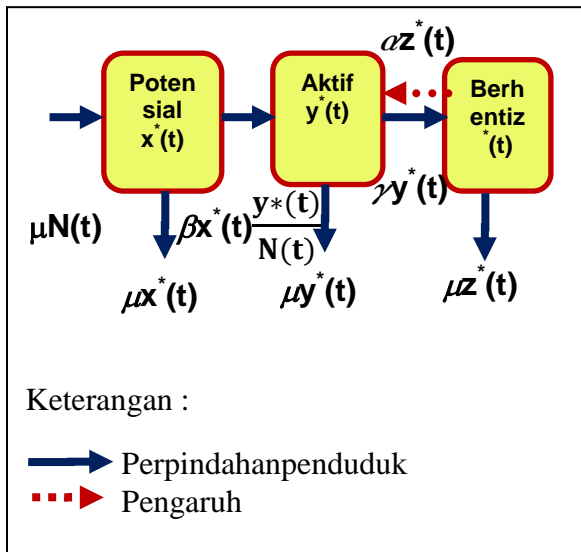 αz*(t)
Poten
sial
x*(t)
Aktif
y*(t)
Berh
entiz
*(t)
γy*(t)
μN(t)
βx*(t) y*(t)/N(t)
μx*(t)
μy*(t)
μz*(t)
Keterangan :
Perpindahanpenduduk
Pengaruh